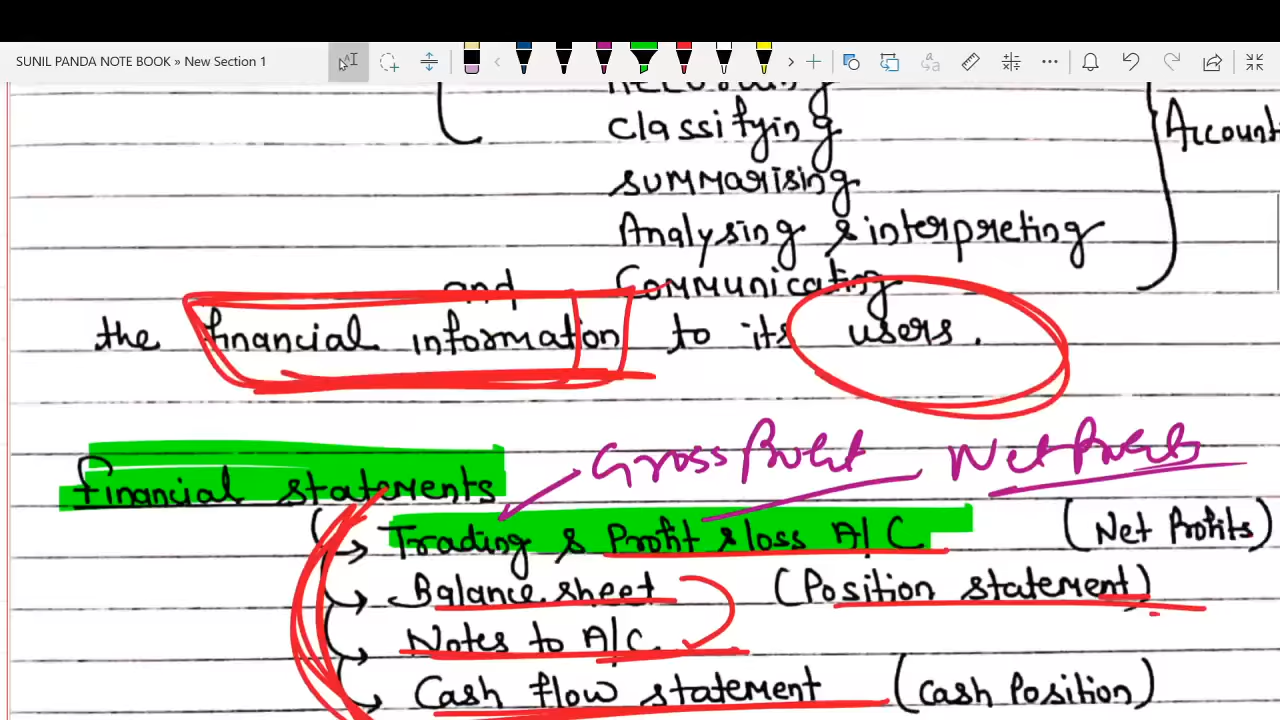 SUNIL PANDA NOTE BOOK » New Section 1
Classifying
Accounti
summarising
Analysing & interpreting
and Communicating
the financial information to its users.
Gross Profit Net Profits
financial statements
Trading & Profit & loss A/C (Net Profits)
Balance sheet (Position statement)
Notes to A/C
Cash flow statement (Cash Position)